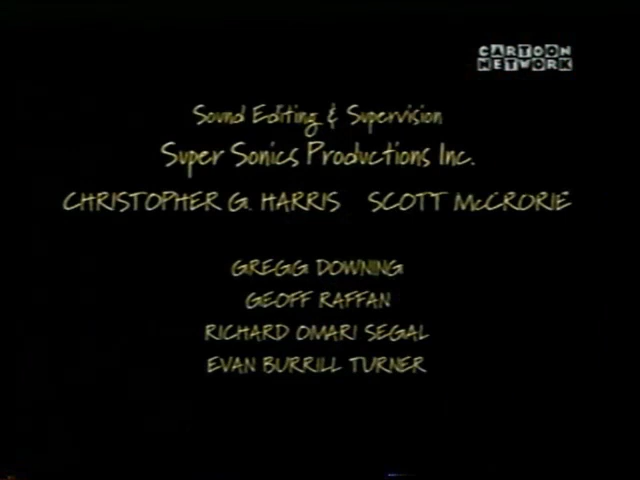 CARTOON
NETWORK
Sound Editing & Supervision
Super Sonics Productions Inc.
CHRISTOPHER G. HARRIS SCOTT McCRORIE
GREGG DOWNING
GEOFF RAFFAN
RICHARD OMARI SEGAL
EVAN BURRILL TURNER